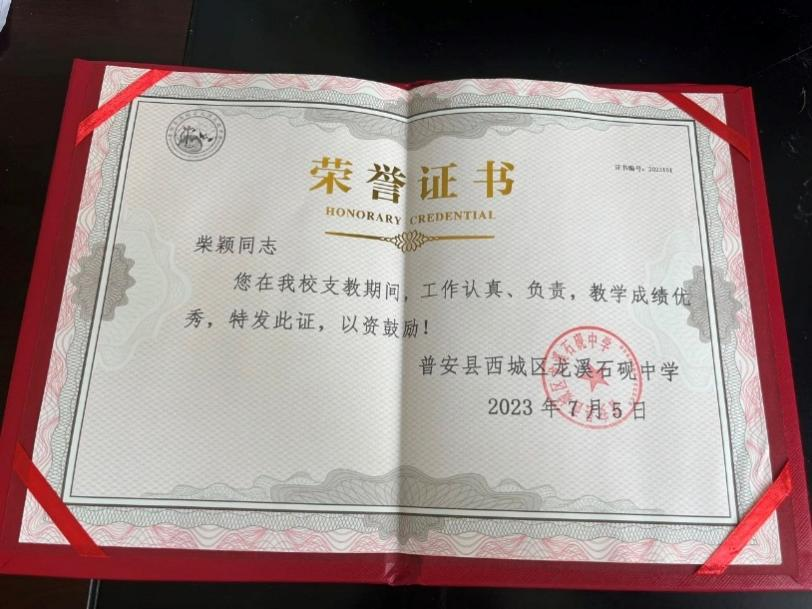 荣誉证书
HONORARY CREDENTIAL
柴颖同志
您在我校支教期间，工作认真、负责，教学成绩优
秀，特发此证，以资鼓励！
普安县西城区龙溪石砚中学
2023年7月5日